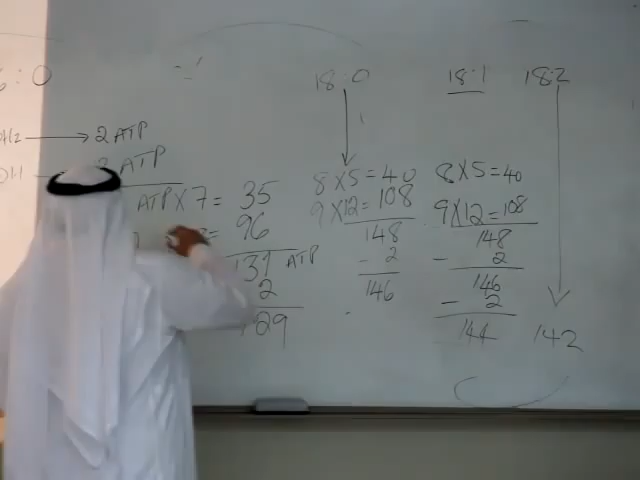 :0
18:0
18:1
18:2
→ 2 ATP
ATP
ATP X 7 = 35
= 96
131 ATP
2
129
8 X 5 = 40
9 X 12 = 108
148
- 2
146
8 X 5 = 40
9 X 12 = 108
148
- 2
146
- 2
144
142